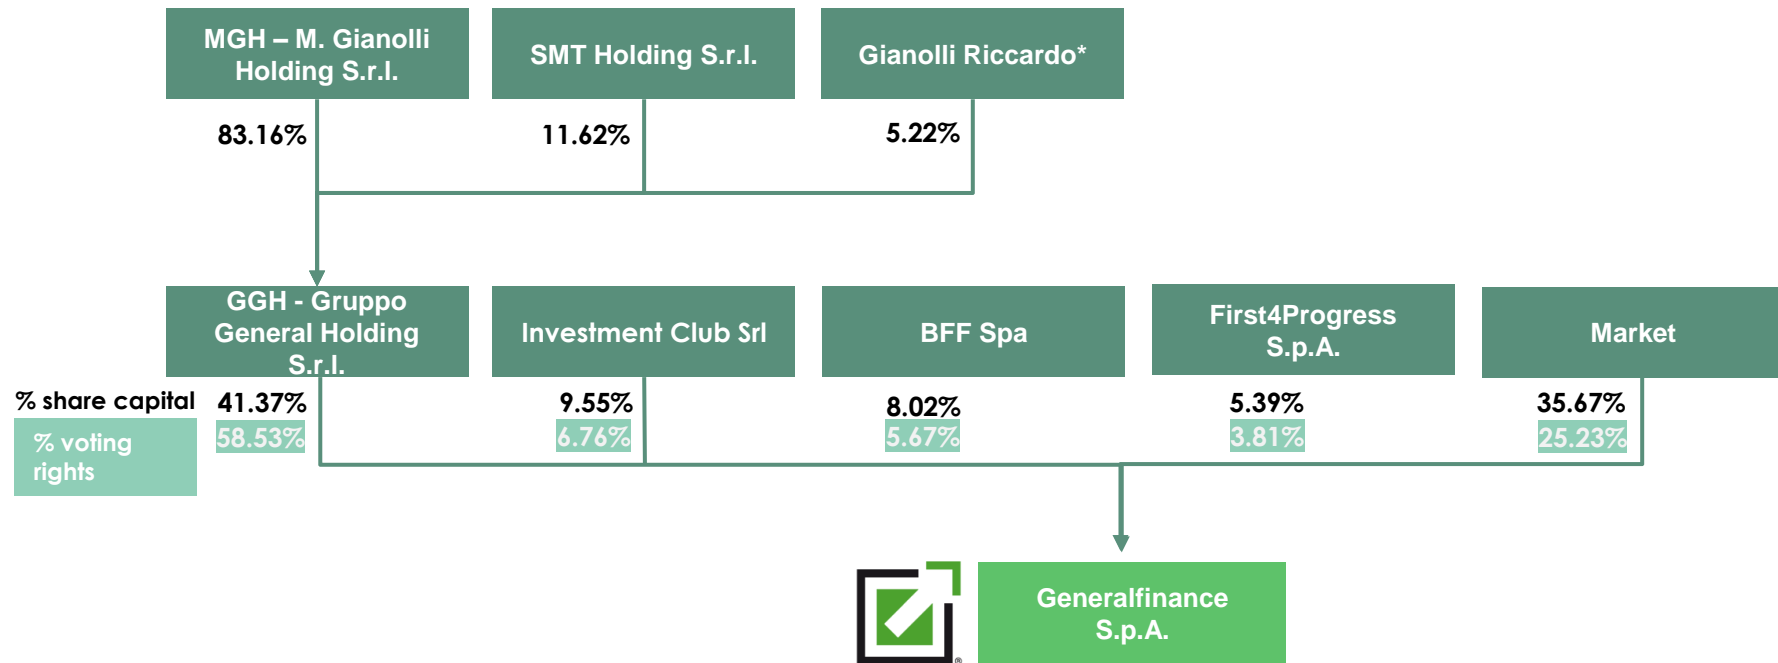 MGH – M. Gianolli
Holding S.r.l.
SMT Holding S.r.l.
Gianolli Riccardo*
83.16%
11.62%
5.22%
GGH - Gruppo
General Holding
S.r.l.
Investment Club Srl
BFF Spa
First4Progress
S.p.A.
Market
% share capital
41.37%
9.55%
8.02%
5.39%
35.67%
% voting
rights
58.53%
6.76%
5.67%
3.81%
25.23%
®
Generalfinance
S.p.A.